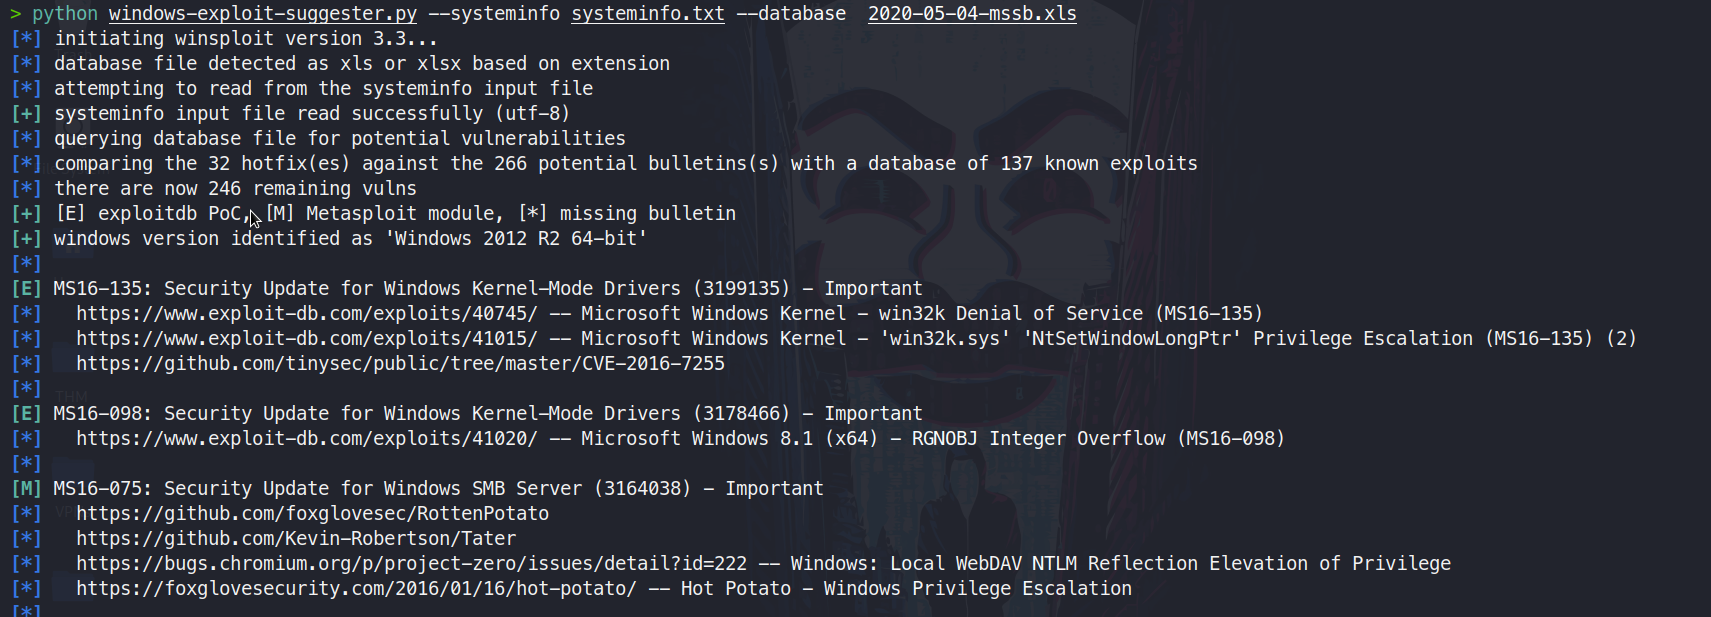 > python windows-exploit-suggester.py --systeminfo systeminfo.txt --database  2020-05-04-mssb.xls
[*] initiating winsploit version 3.3...
[*] database file detected as xls or xlsx based on extension
[*] attempting to read from the systeminfo input file
[+] systeminfo input file read successfully (utf-8)
[*] querying database file for potential vulnerabilities
[*] comparing the 32 hotfix(es) against the 266 potential bulletins(s) with a database of 137 known exploits
[*] there are now 246 remaining vulns
[+] [E] exploitdb PoC, [M] Metasploit module, [*] missing bulletin
[+] windows version identified as 'Windows 2012 R2 64-bit'
[*]
[E] MS16-135: Security Update for Windows Kernel-Mode Drivers (3199135) - Important
[*]   https://www.exploit-db.com/exploits/40745/ -- Microsoft Windows Kernel - win32k Denial of Service (MS16-135)
[*]   https://www.exploit-db.com/exploits/41015/ -- Microsoft Windows Kernel - 'win32k.sys' 'NtSetWindowLongPtr' Privilege Escalation (MS16-135) (2)
[*]   https://github.com/tinysec/public/tree/master/CVE-2016-7255
[*]
[E] MS16-098: Security Update for Windows Kernel-Mode Drivers (3178466) - Important
[*]   https://www.exploit-db.com/exploits/41020/ -- Microsoft Windows 8.1 (x64) - RGNOBJ Integer Overflow (MS16-098)
[*]
[M] MS16-075: Security Update for Windows SMB Server (3164038) - Important
[*]   https://github.com/foxglovesec/RottenPotato
[*]   https://github.com/Kevin-Robertson/Tater
[*]   https://bugs.chromium.org/p/project-zero/issues/detail?id=222 -- Windows: Local WebDAV NTLM Reflection Elevation of Privilege
[*]   https://foxglovesecurity.com/2016/01/16/hot-potato/ -- Hot Potato - Windows Privilege Escalation
[*]
THM